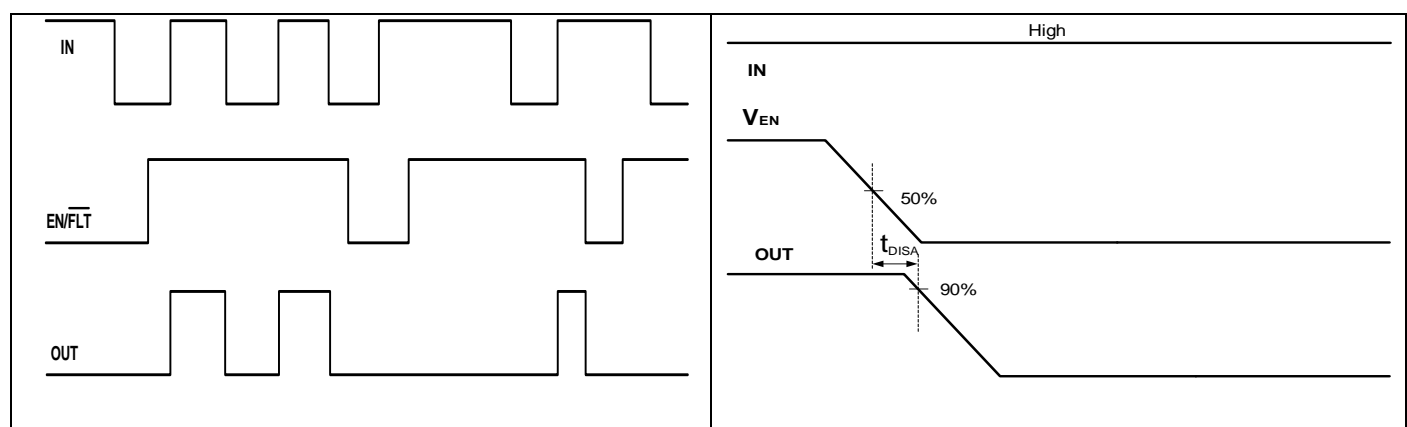 IN
EN/FLT
OUT
High
IN
VEN
50%
OUT
tDISA
90%